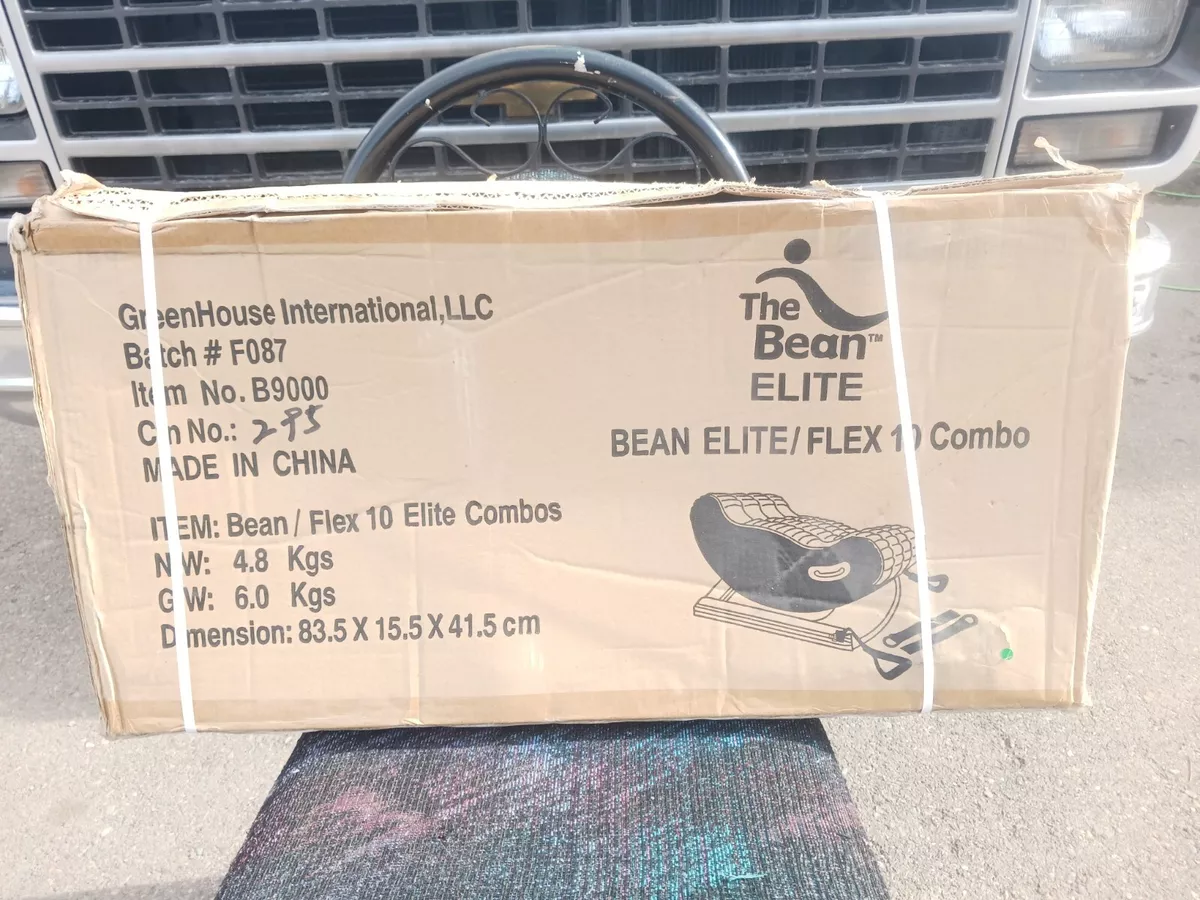 GreenHouse International,LLC
Batch # F087
Item No. B9000
Ctn No.: 295
MADE IN CHINA
ITEM: Bean / Flex 10 Elite Combos
N.W: 4.8 Kgs
G.W: 6.0 Kgs
Dimension: 83.5 X 15.5 X 41.5 cm
The
Bean™
ELITE
BEAN ELITE/ FLEX 10 Combo